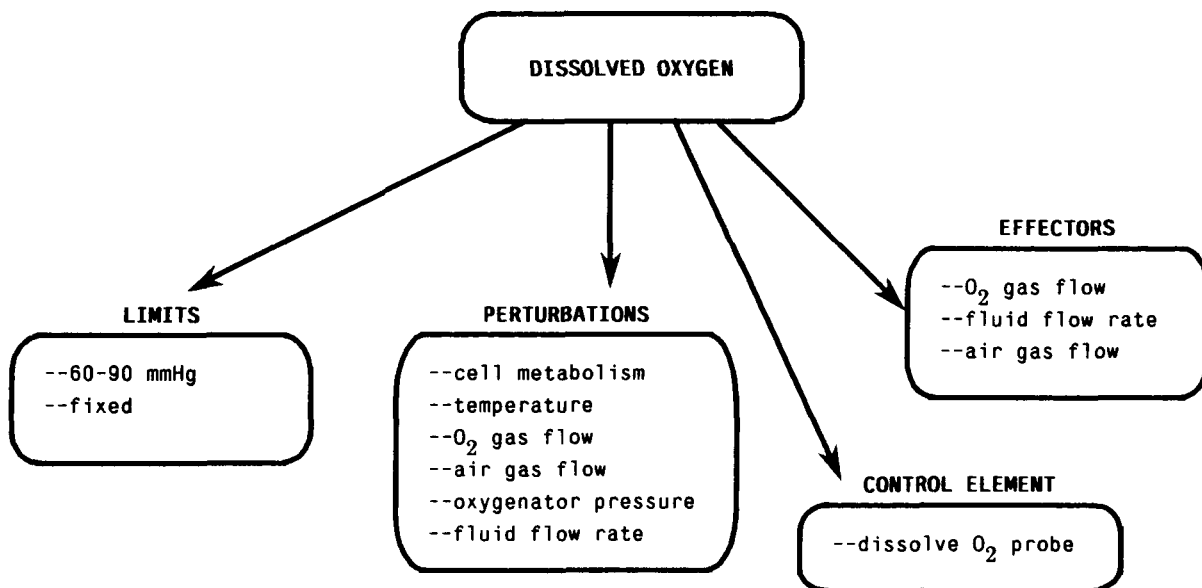 DISSOLVED OXYGEN
LIMITS
--60-90 mmHg
--fixed
PERTURBATIONS
--cell metabolism
--temperature
--O2 gas flow
--air gas flow
--oxygenator pressure
--fluid flow rate
EFFECTORS
--O2 gas flow
--fluid flow rate
--air gas flow
CONTROL ELEMENT
--dissolve O2 probe